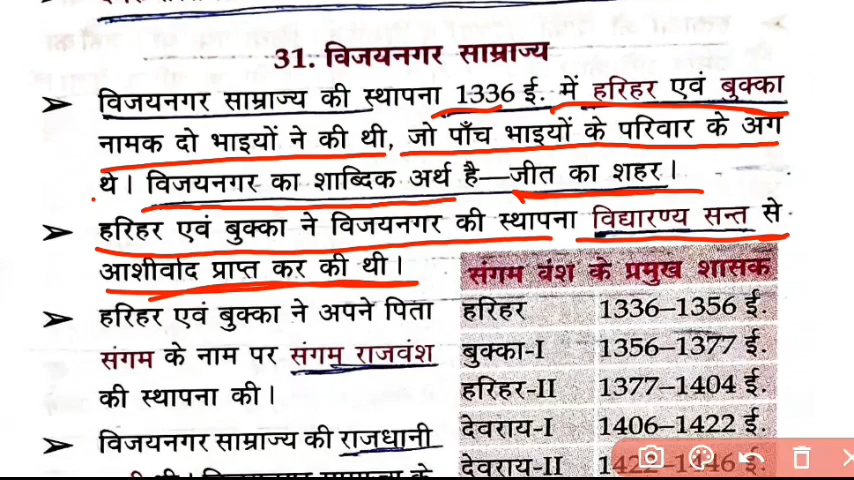 31. विजयनगर साम्राज्य
➤ विजयनगर साम्राज्य की स्थापना 1336 ई. में हरिहर एवं बुक्का
नामक दो भाइयों ने की थी, जो पाँच भाइयों के परिवार के अंग
थे। विजयनगर का शाब्दिक अर्थ है—जीत का शहर।
➤ हरिहर एवं बुक्का ने विजयनगर की स्थापना विद्यारण्य सन्त से
आशीर्वाद प्राप्त कर की थी।
➤ हरिहर एवं बुक्का ने अपने पिता
संगम के नाम पर संगम राजवंश
की स्थापना की।
➤ विजयनगर साम्राज्य की राजधानी
संगम वंश के प्रमुख शासक
हरिहर 1336–1356 ई.
बुक्का-I 1356–1377 ई.
हरिहर-II 1377–1404 ई.
देवराय-I 1406–1422 ई.
देवराय-II 1422–1446 ई.